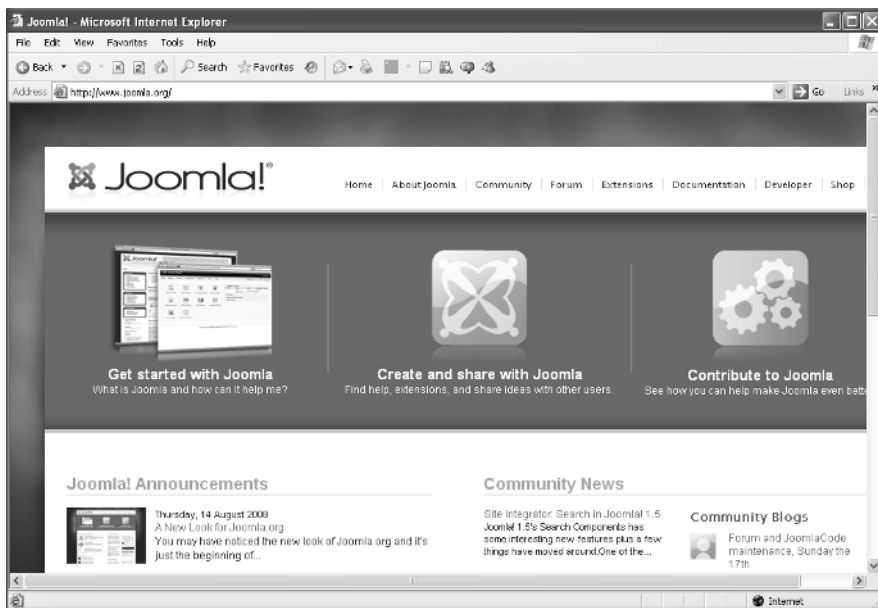 Joomla! - Microsoft Internet Explorer
File Edit View Favorites Tools Help
Back Search Favorites
Address http://www.joomla.org/ Go Links »
Joomla!®
Home About Joomla Community Forum Extensions Documentation Developer Shop
Get started with Joomla
What is Joomla and how can it help me?
Create and share with Joomla
Find help, extensions, and share ideas with other users.
Contribute to Joomla
See how you can help make Joomla even bette
Joomla! Announcements
Thursday, 14 August 2008
A New Look for Joomla.org
You may have noticed the new look of Joomla.org and it's
just the beginning of...
Community News
Site Integrator: Search in Joomla! 1.5
Joomla! 1.5's Search Components has
some interesting new features plus a few
things have moved around.One of the...
Community Blogs
Forum and JoomlaCode
maintenance, Sunday the
17th
Internet